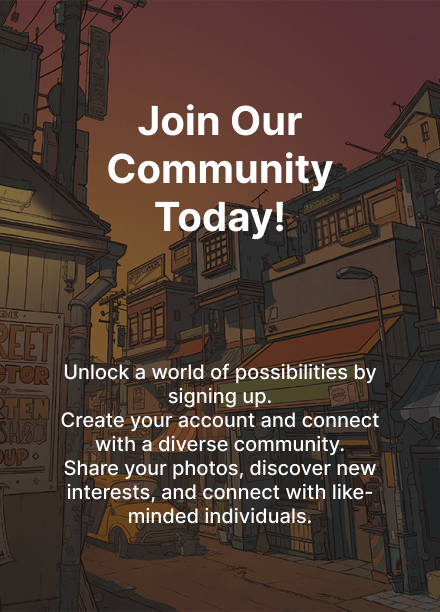 Join Our
Community
Today!
REET
Unlock a world of possibilities by
signing up.
Create your account and connect
with a diverse community.
Share your photos, discover new
interests, and connect with like-
minded individuals.